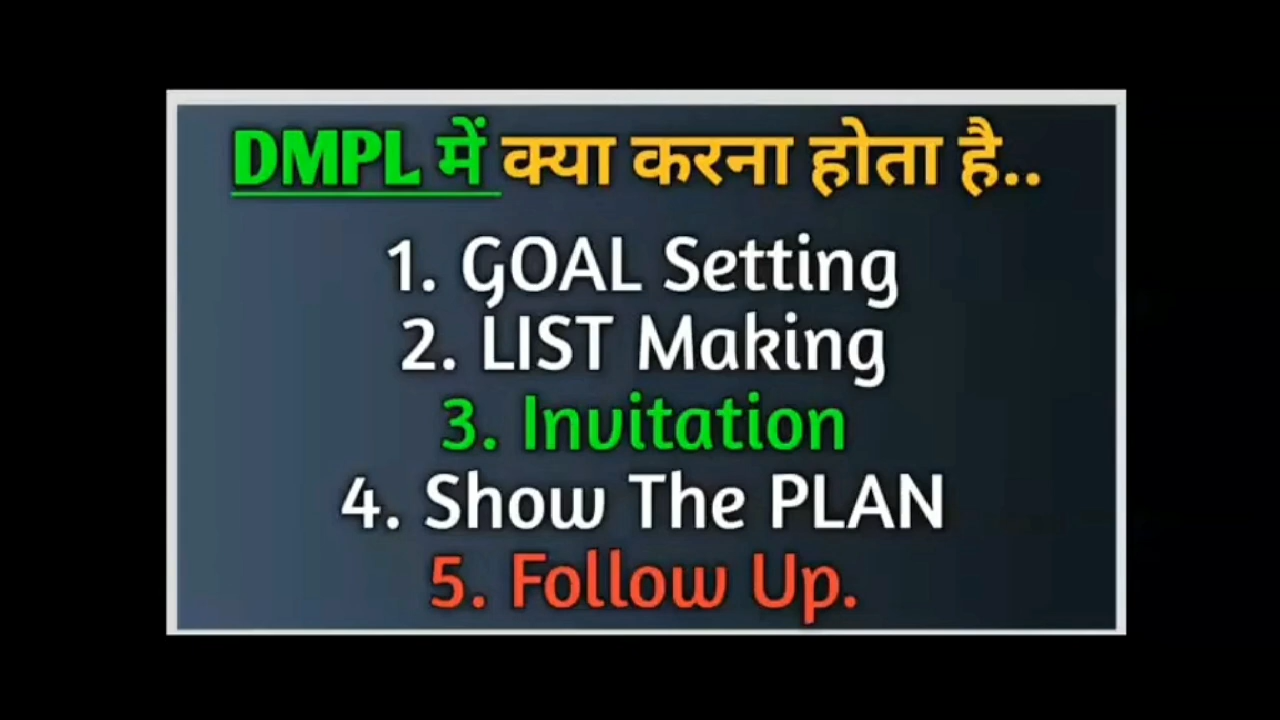 DMPL में क्या करना होता है..
1. GOAL Setting
2. LIST Making
3. Invitation
4. Show The PLAN
5. Follow Up.